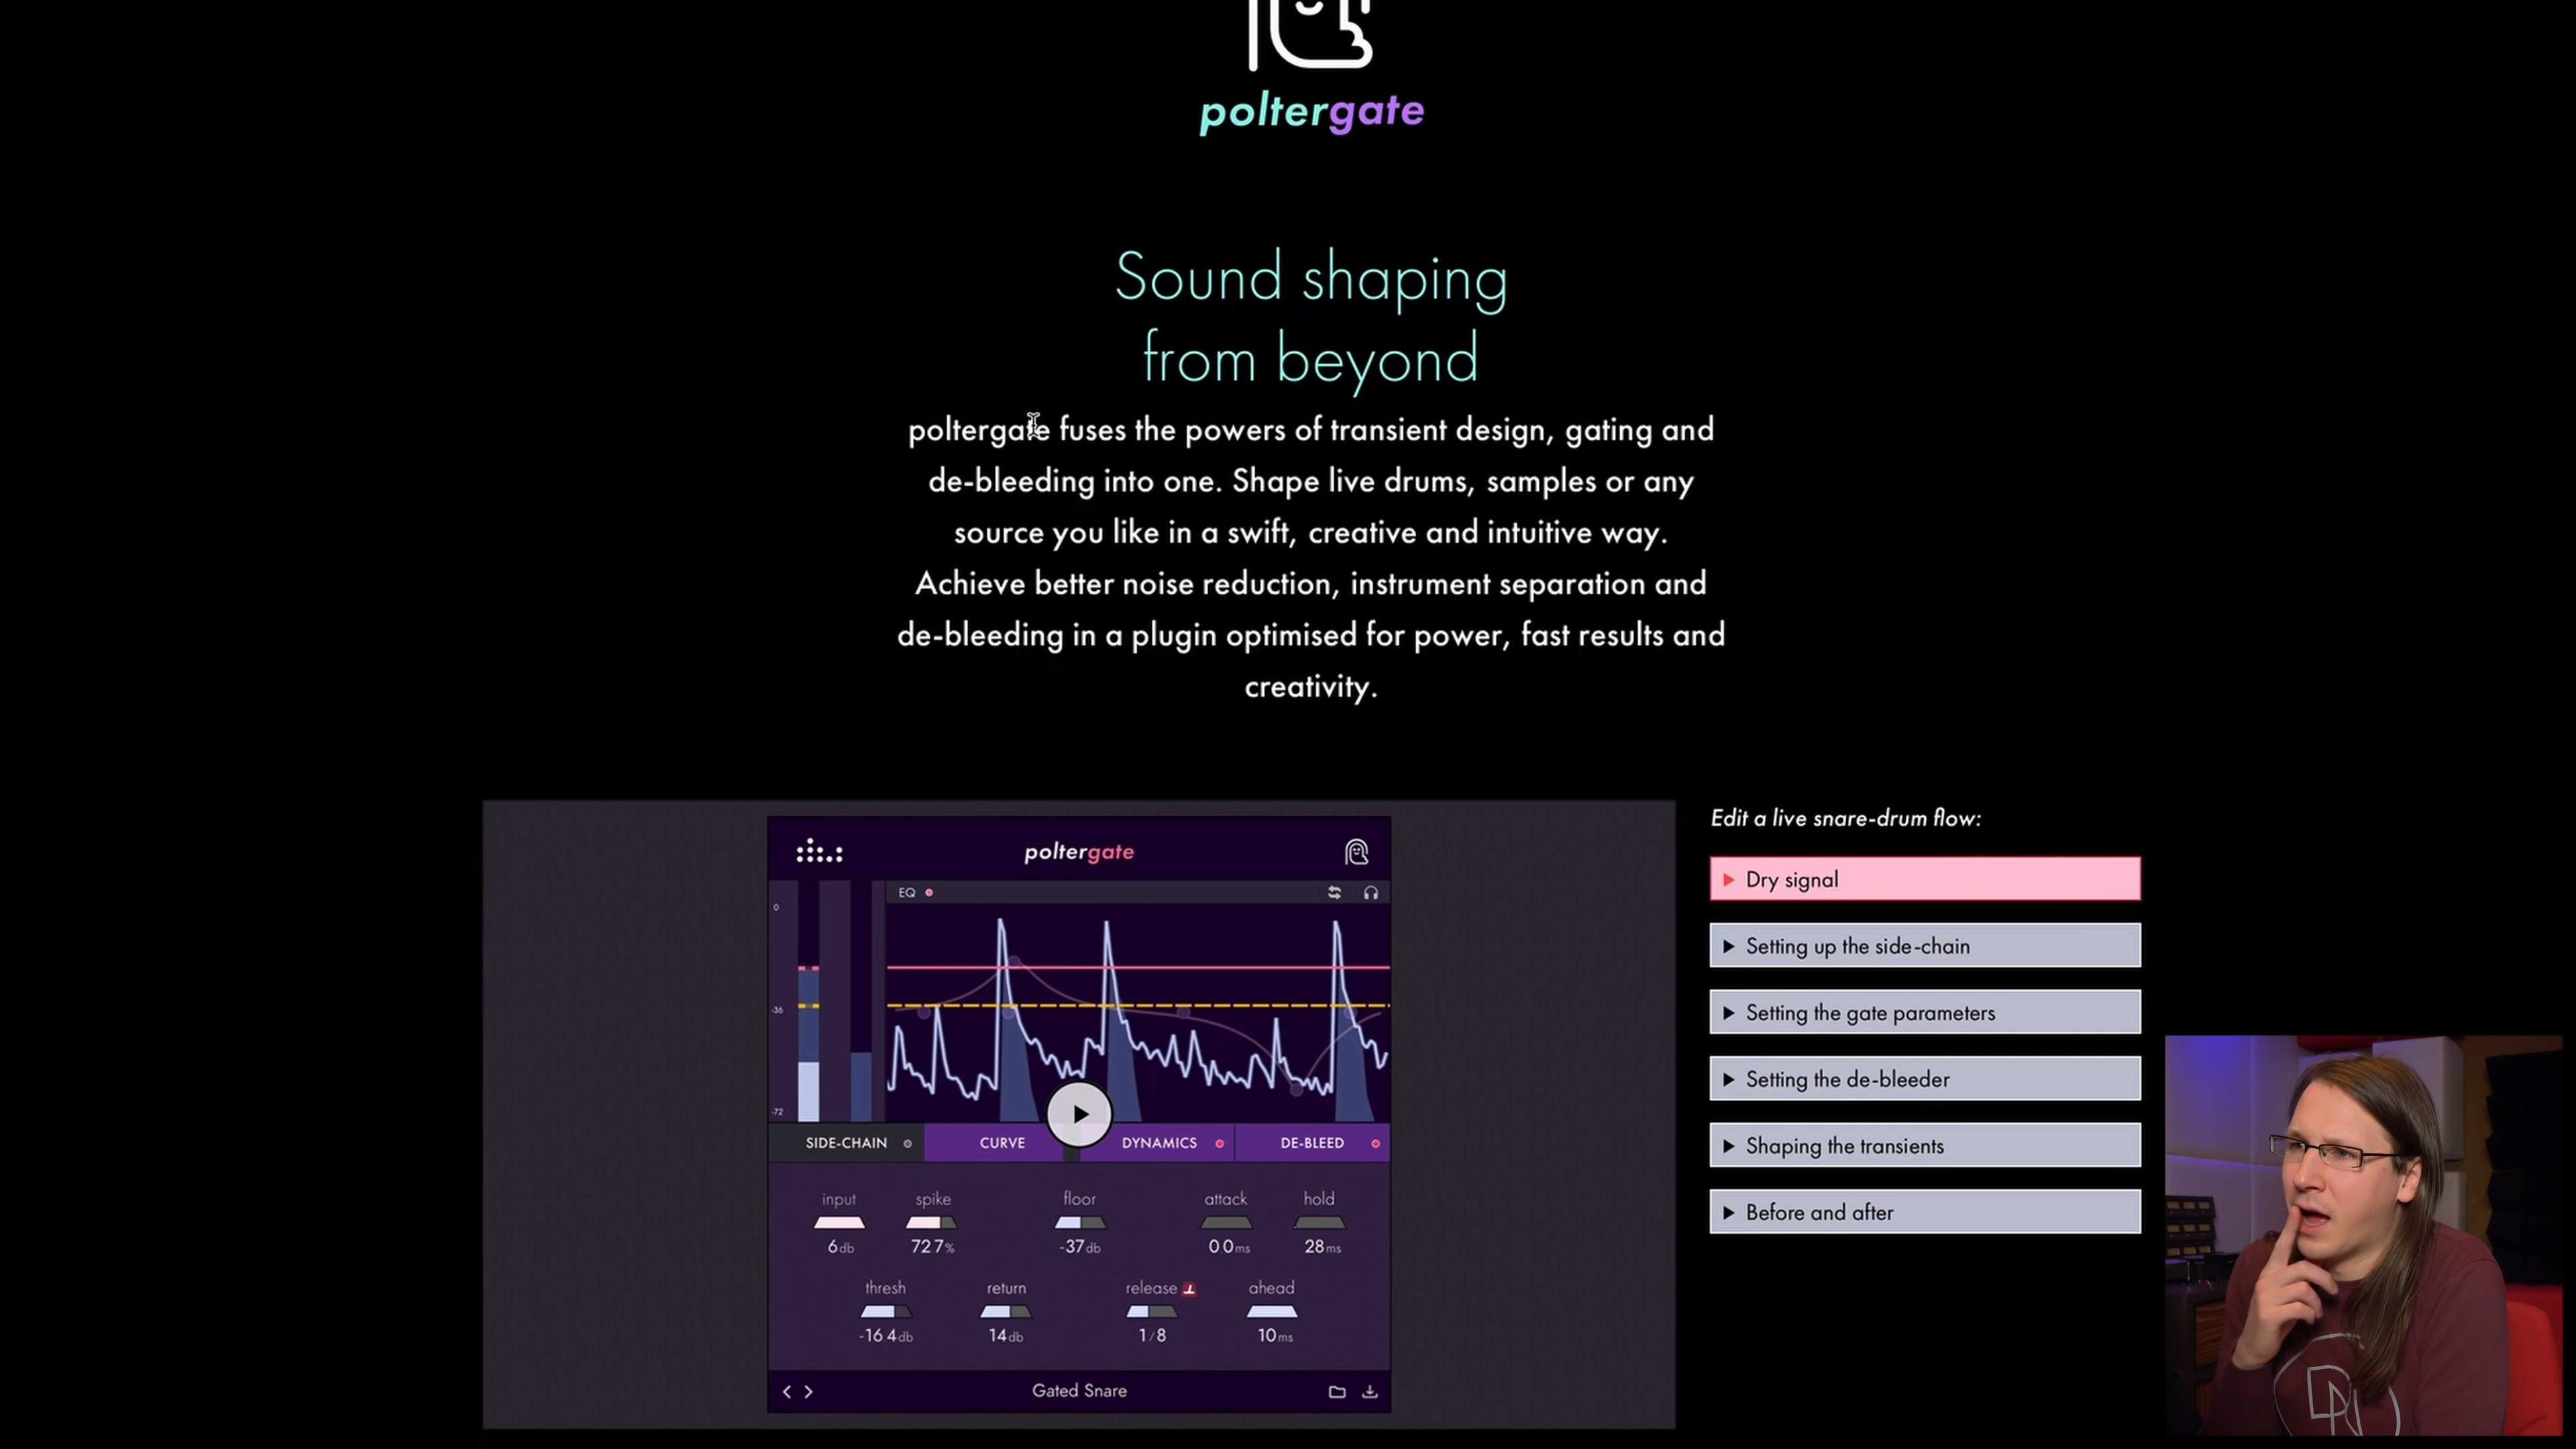 poltergate
Sound shaping
from beyond
poltergate fuses the powers of transient design, gating and
de-bleeding into one. Shape live drums, samples or any
source you like in a swift, creative and intuitive way.
Achieve better noise reduction, instrument separation and
de-bleeding in a plugin optimised for power, fast results and
creativity.
poltergate
EQ
0
-36
-72
SIDE-CHAIN CURVE DYNAMICS DE-BLEED
input spike floor attack hold
6db 72 7% -37db 0 0ms 28ms
thresh return release ahead
-16 4db 14db 1/8 10ms
Gated Snare
Edit a live snare-drum flow:
Dry signal
Setting up the side-chain
Setting the gate parameters
Setting the de-bleeder
Shaping the transients
Before and after